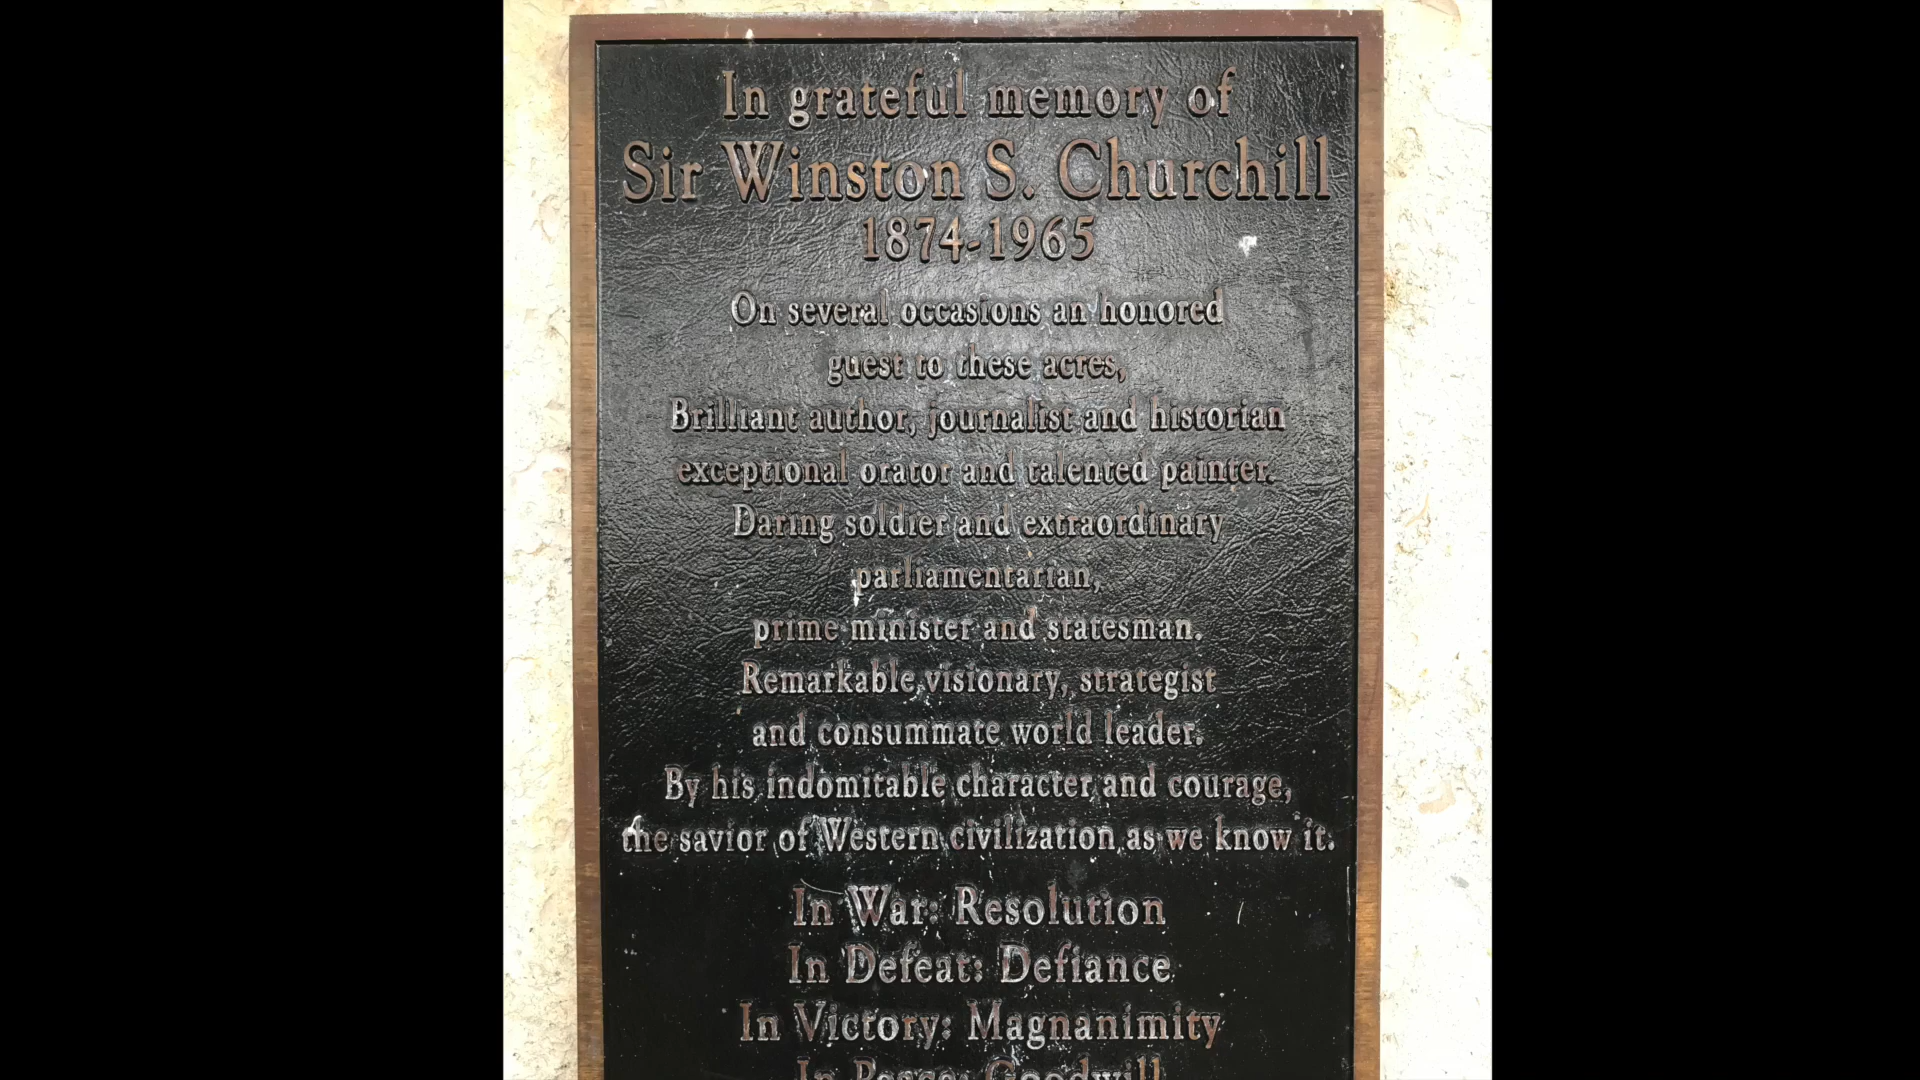 In grateful memory of
Sir Winston S. Churchill
1874-1965
On several occasions an honored
guest to these acres,
Brilliant author, journalist and historian
exceptional orator and talented painter.
Daring soldier and extraordinary
parliamentarian,
prime minister and statesman.
Remarkable visionary, strategist
and consummate world leader.
By his indomitable character and courage,
the savior of Western civilization as we know it.
In War: Resolution
In Defeat: Defiance
In Victory: Magnanimity
In Peace: Goodwill